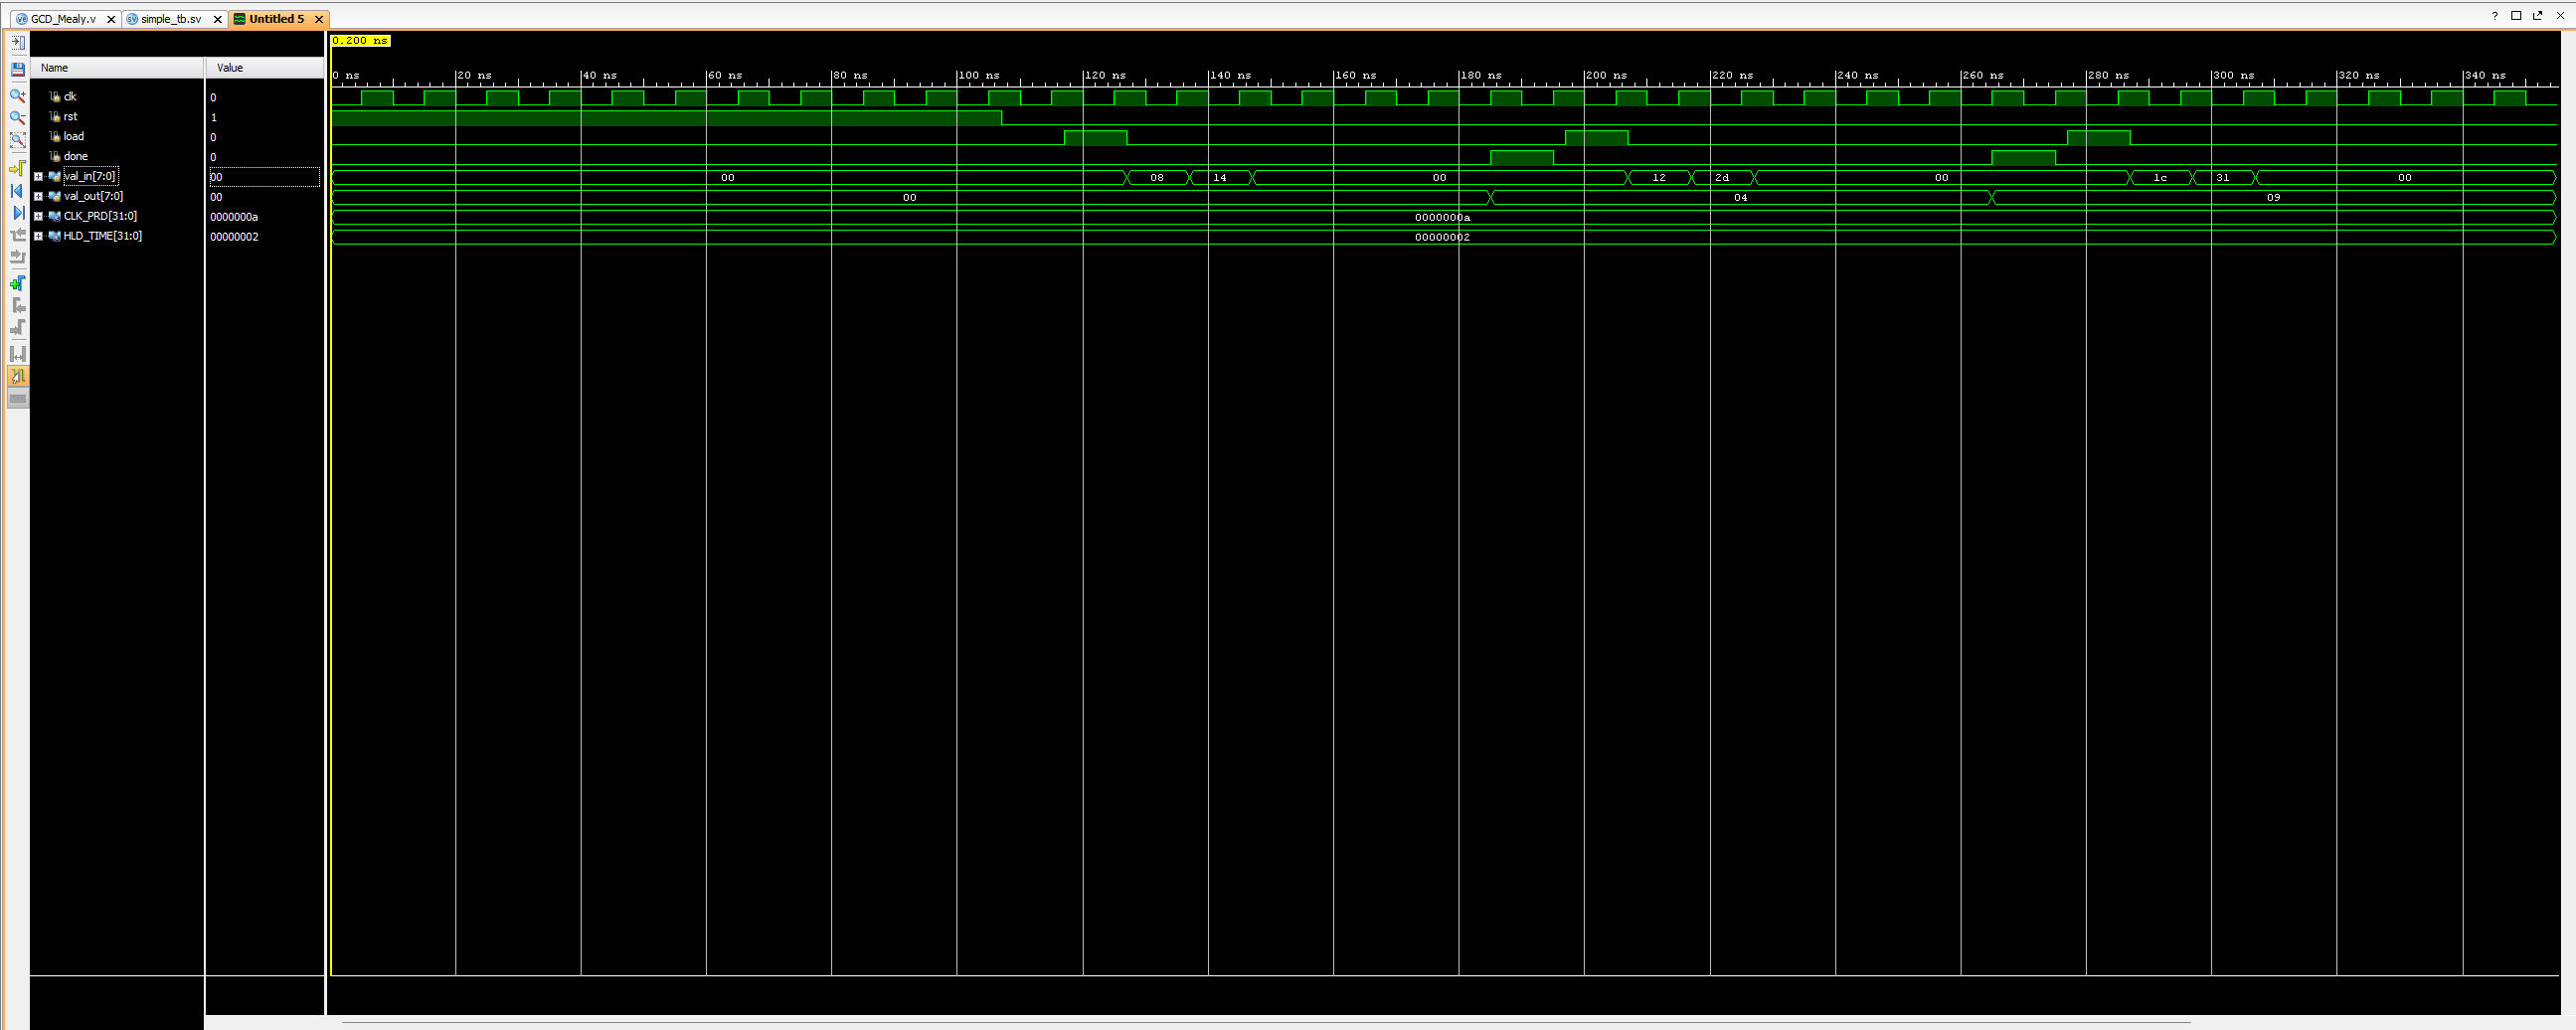 GCD_Mealy.v simple_tb.sv Untitled 5
0.200 ns
Name Value
0 ns 20 ns 40 ns 60 ns 80 ns 100 ns 120 ns 140 ns 160 ns 180 ns 200 ns 220 ns 240 ns 260 ns 280 ns 300 ns 320 ns 340 ns
clk 0
rst 1
load 0
done 0
val_in[7:0] 00 00 08 14 00 12 2d 00 1c 31 00
val_out[7:0] 00 00 04 09
CLK_PRD[31:0] 0000000a 0000000a
HLD_TIME[31:0] 00000002 00000002